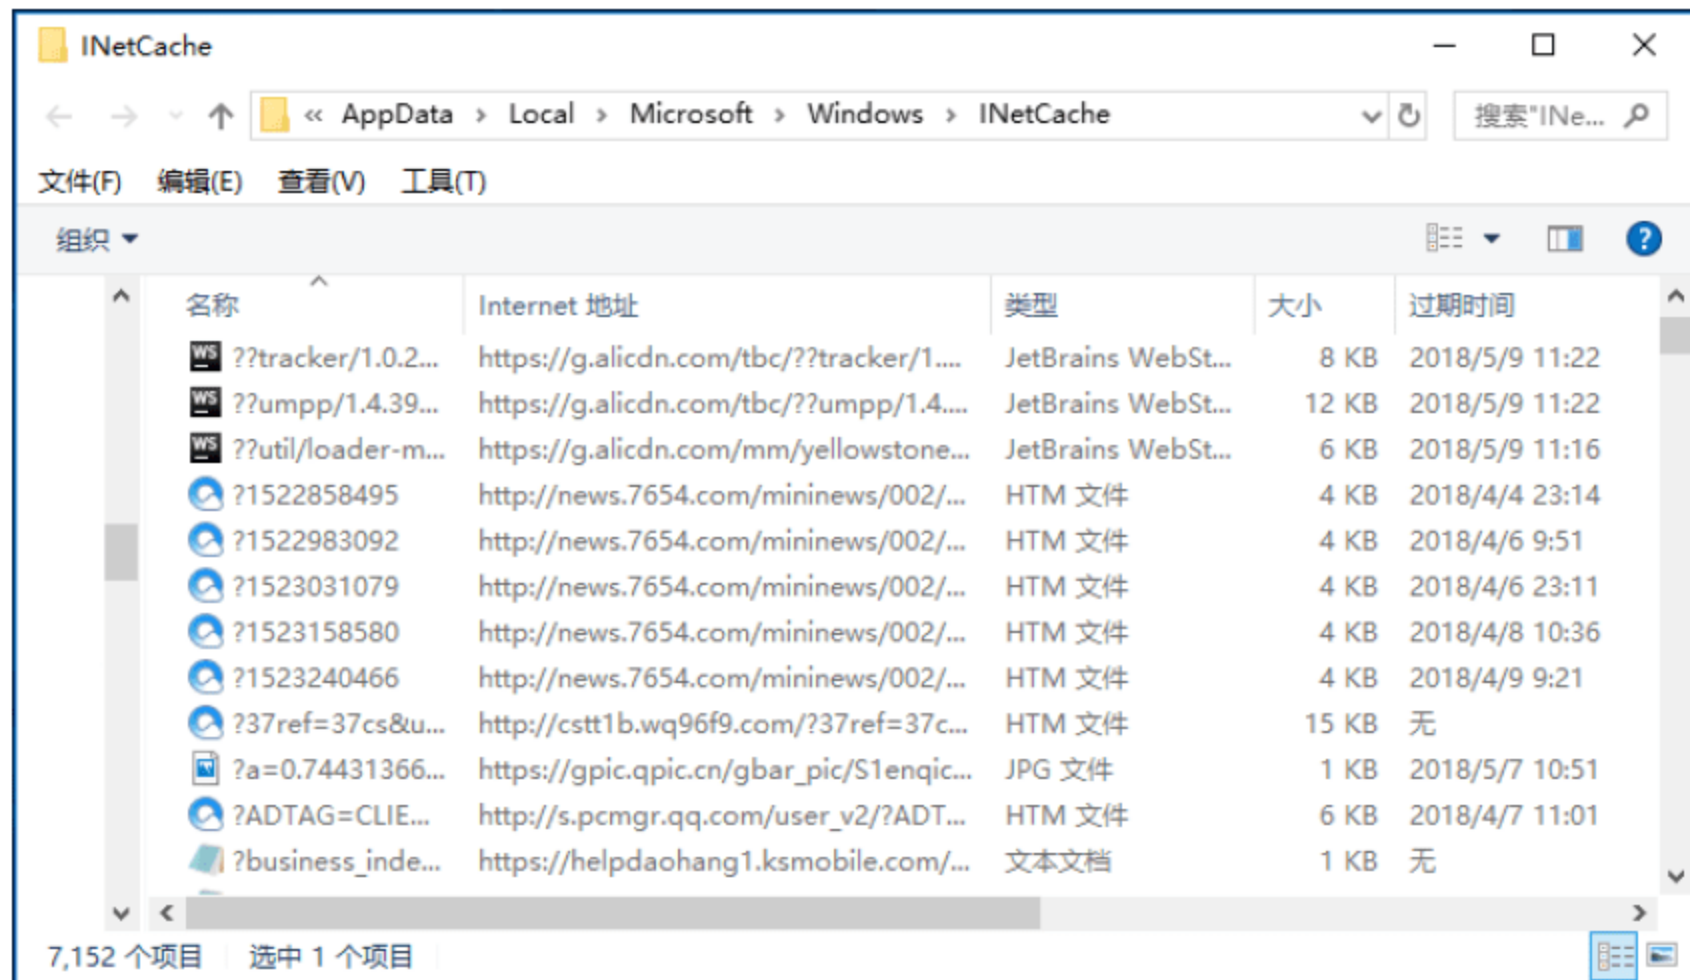 INetCache
« AppData › Local › Microsoft › Windows › INetCache 搜索"INe...
文件(F) 编辑(E) 查看(V) 工具(T)
组织
名称 Internet 地址 类型 大小 过期时间
WS ??tracker/1.0.2... https://g.alicdn.com/tbc/??tracker/1.... JetBrains WebSt... 8 KB 2018/5/9 11:22
WS ??umpp/1.4.39... https://g.alicdn.com/tbc/??umpp/1.4.... JetBrains WebSt... 12 KB 2018/5/9 11:22
WS ??util/loader-m... https://g.alicdn.com/mm/yellowstone... JetBrains WebSt... 6 KB 2018/5/9 11:16
?1522858495 http://news.7654.com/mininews/002/... HTM 文件 4 KB 2018/4/4 23:14
?1522983092 http://news.7654.com/mininews/002/... HTM 文件 4 KB 2018/4/6 9:51
?1523031079 http://news.7654.com/mininews/002/... HTM 文件 4 KB 2018/4/6 23:11
?1523158580 http://news.7654.com/mininews/002/... HTM 文件 4 KB 2018/4/8 10:36
?1523240466 http://news.7654.com/mininews/002/... HTM 文件 4 KB 2018/4/9 9:21
?37ref=37cs&u... http://cstt1b.wq96f9.com/?37ref=37c... HTM 文件 15 KB 无
?a=0.74431366... https://gpic.qpic.cn/gbar_pic/S1enqic... JPG 文件 1 KB 2018/5/7 10:51
?ADTAG=CLIE... http://s.pcmgr.qq.com/user_v2/?ADT... HTM 文件 6 KB 2018/4/7 11:01
?business_inde... https://helpdaohang1.ksmobile.com/... 文本文档 1 KB 无
7,152 个项目 选中 1 个项目